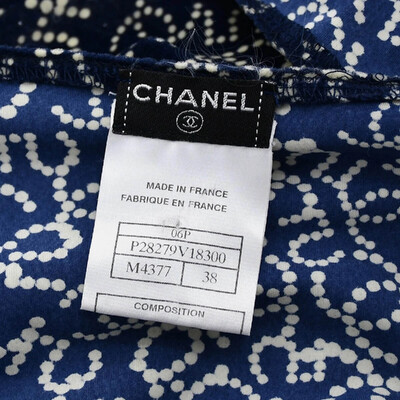 CHANEL
MADE IN FRANCE
FABRIQUE EN FRANCE
06P
P28279V18300
M4377 38
COMPOSITION